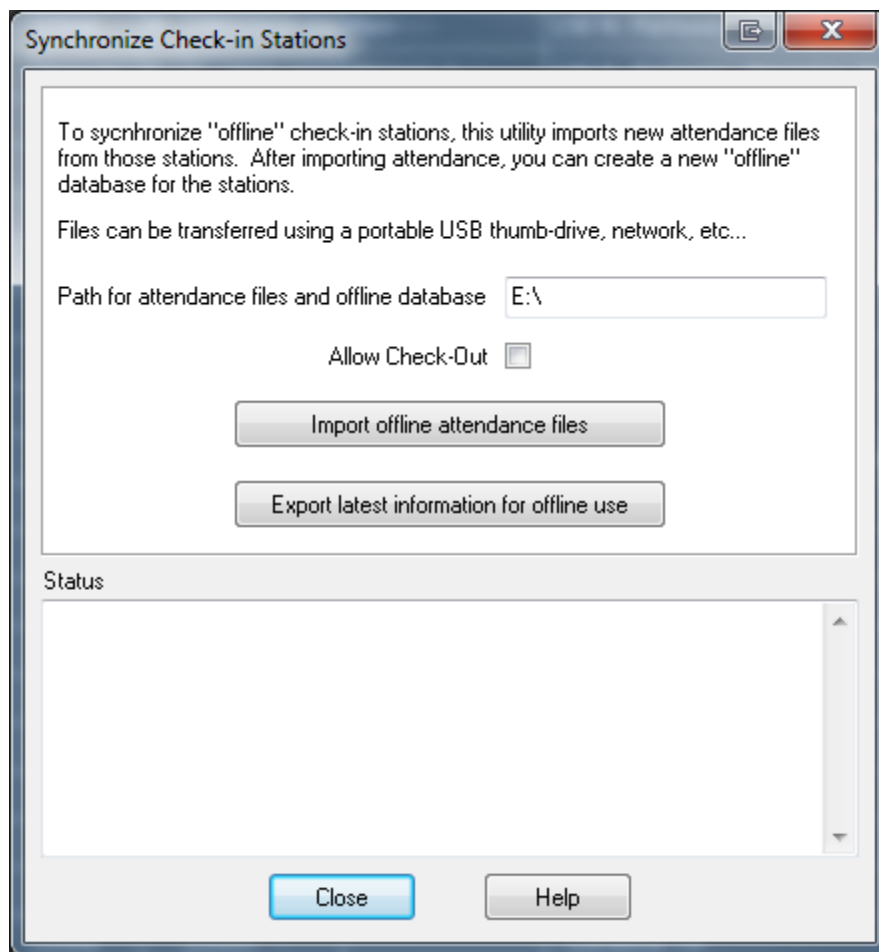 Synchronize Check-in Stations
To sycnhronize "offline" check-in stations, this utility imports new attendance files
from those stations.  After importing attendance, you can create a new "offline"
database for the stations.
Files can be transferred using a portable USB thumb-drive, network, etc...
Path for attendance files and offline database E:\
Allow Check-Out
Import offline attendance files
Export latest information for offline use
Status
Close Help